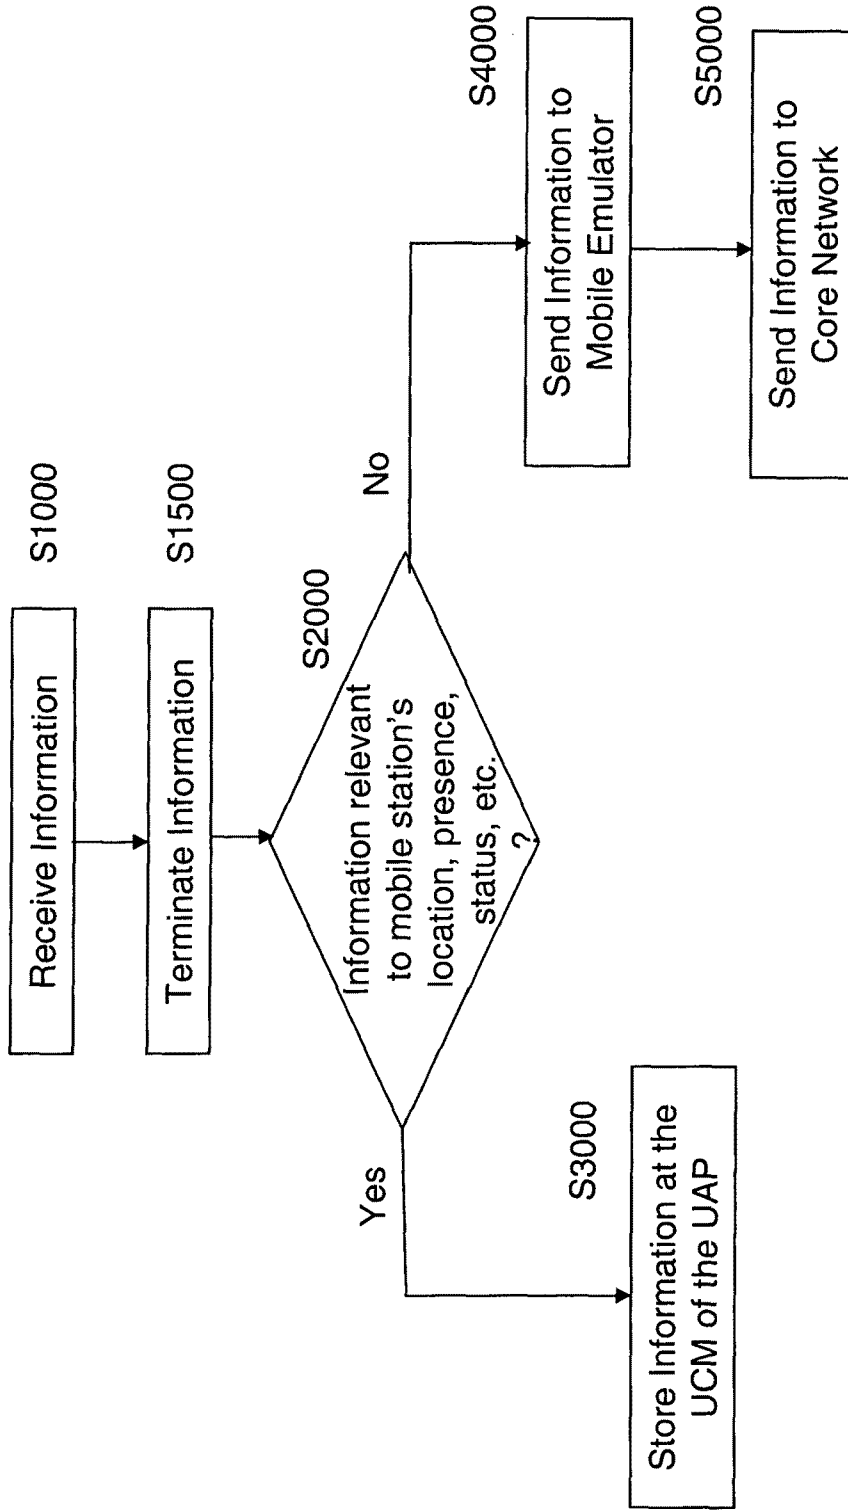 Receive Information
S1000
Terminate Information
S1500
S2000
Information relevant
to mobile station's
location, presence,
status, etc.
?
Yes
No
S3000
Store Information at the
UCM of the UAP
S4000
Send Information to
Mobile Emulator
S5000
Send Information to
Core Network